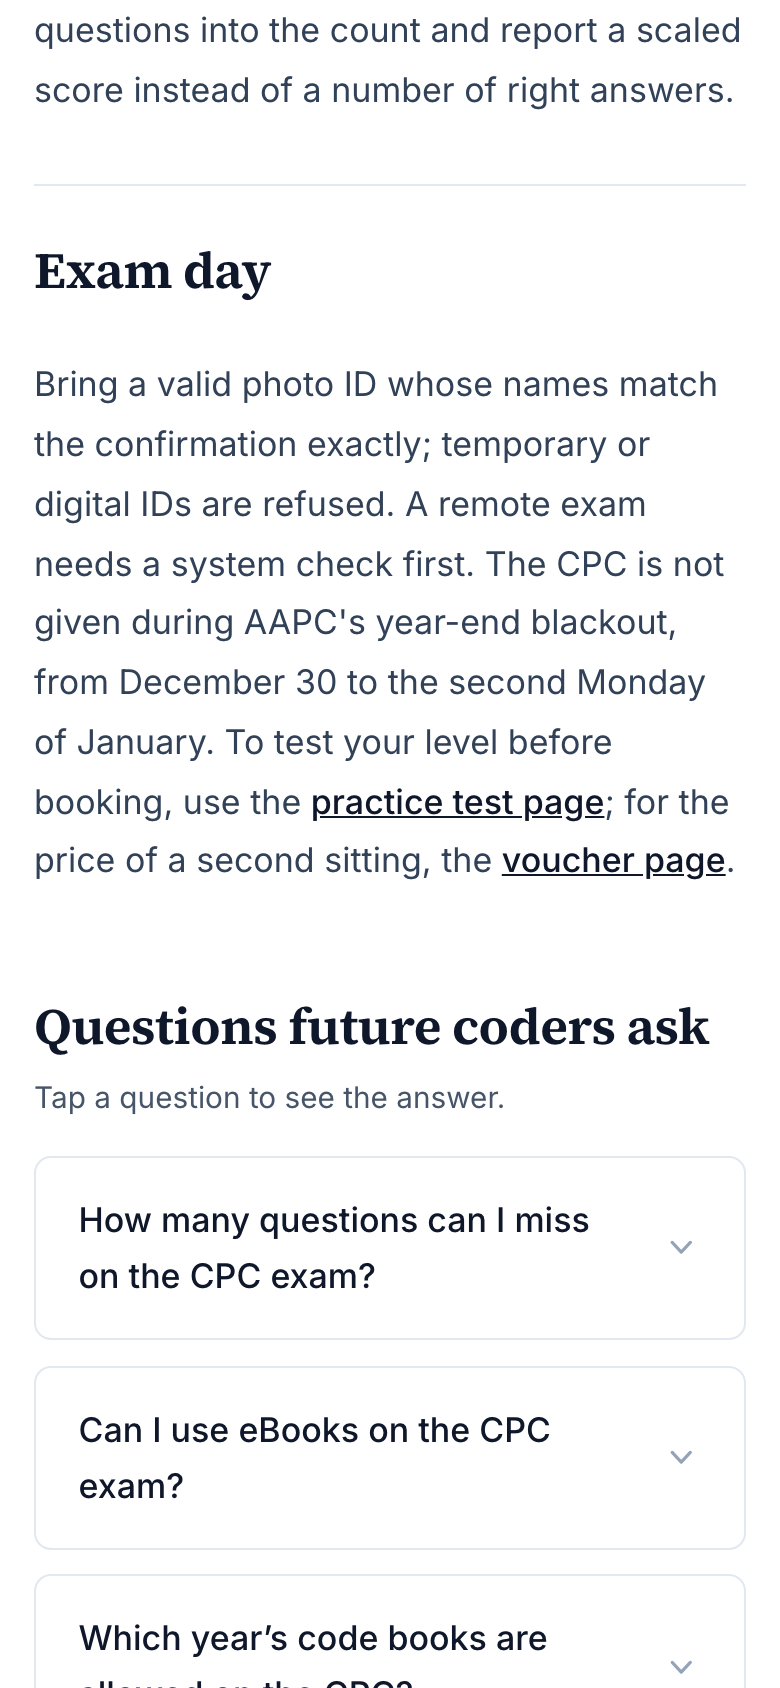 questions into the count and report a scaled
score instead of a number of right answers.
Exam day
Bring a valid photo ID whose names match
the confirmation exactly; temporary or
digital IDs are refused. A remote exam
needs a system check first. The CPC is not
given during AAPC's year-end blackout,
from December 30 to the second Monday
of January. To test your level before
booking, use the practice test page; for the
price of a second sitting, the voucher page.
Questions future coders ask
Tap a question to see the answer.
How many questions can I miss
on the CPC exam?
Can I use eBooks on the CPC
exam?
Which year’s code books are
allowed on the CPC?